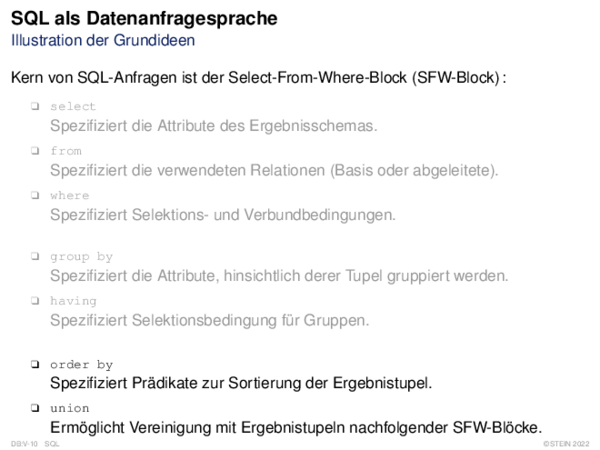 SQL als Datenanfragesprache
Illustration der Grundideen
Kern von SQL-Anfragen ist der Select-From-Where-Block (SFW-Block) :
❑ select
Spezifiziert die Attribute des Ergebnisschemas.
❑ from
Spezifiziert die verwendeten Relationen (Basis oder abgeleitete).
❑ where
Spezifiziert Selektions- und Verbundbedingungen.
❑ group by
Spezifiziert die Attribute, hinsichtlich derer Tupel gruppiert werden.
❑ having
Spezifiziert Selektionsbedingung für Gruppen.
❑ order by
Spezifiziert Prädikate zur Sortierung der Ergebnistupel.
❑ union
Ermöglicht Vereinigung mit Ergebnistupeln nachfolgender SFW-Blöcke.
DB:V-10 SQL ©STEIN 2022